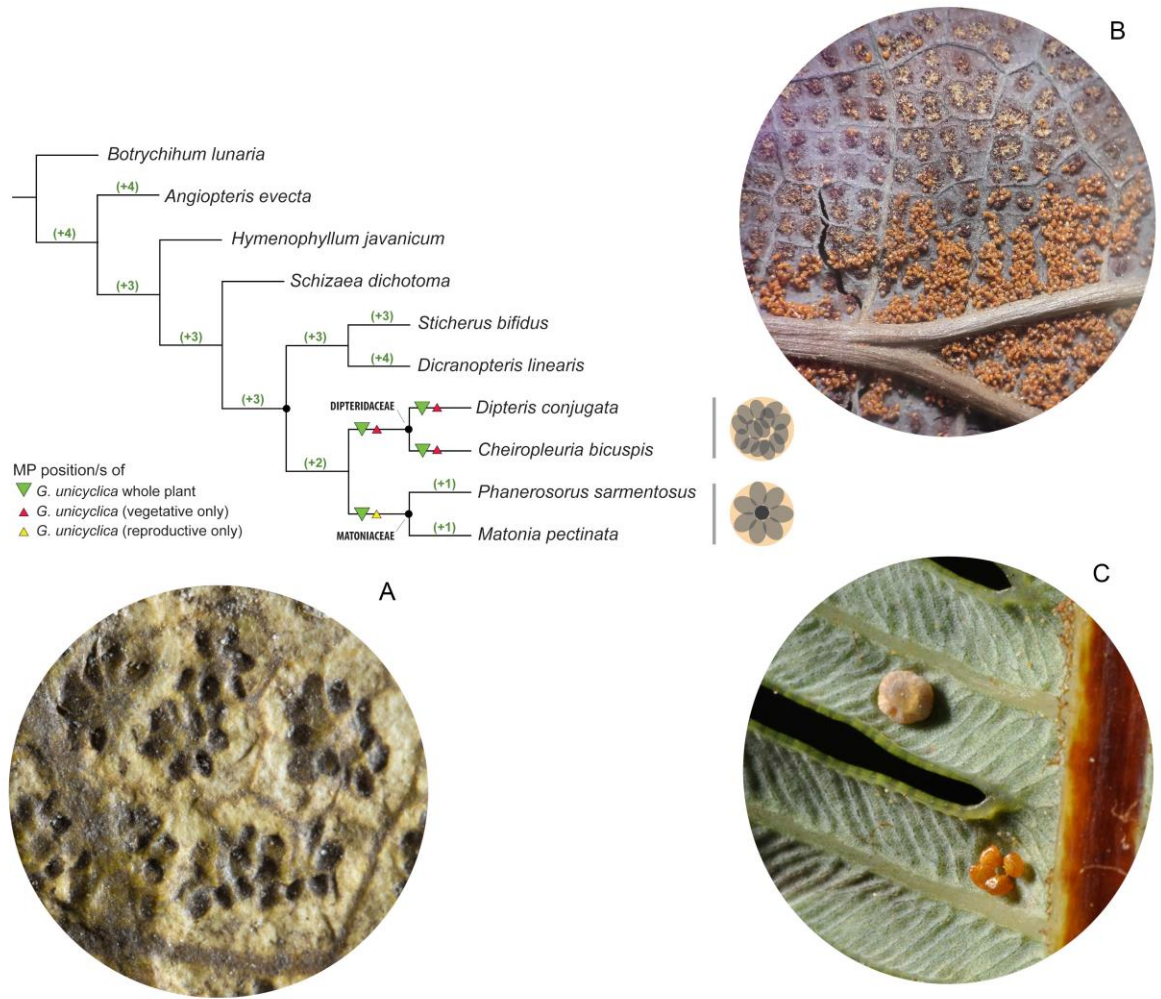 B
Botrychihum lunaria
(+4)
Angiopteris evecta
(+4)
Hymenophyllum javanicum
(+3)
Schizaea dichotoma
(+3)
(+3)
Sticherus bifidus
(+3)
(+4)
Dicranopteris linearis
(+3)
DIPTERIDACEAE
Dipteris conjugata
Cheiropleuria bicuspis
(+2)
(+1)
Phanerosorus sarmentosus
(+1)
Matonia pectinata
MATONIACEAE
MP position/s of
G. unicyclica whole plant
G. unicyclica (vegetative only)
G. unicyclica (reproductive only)
A
C